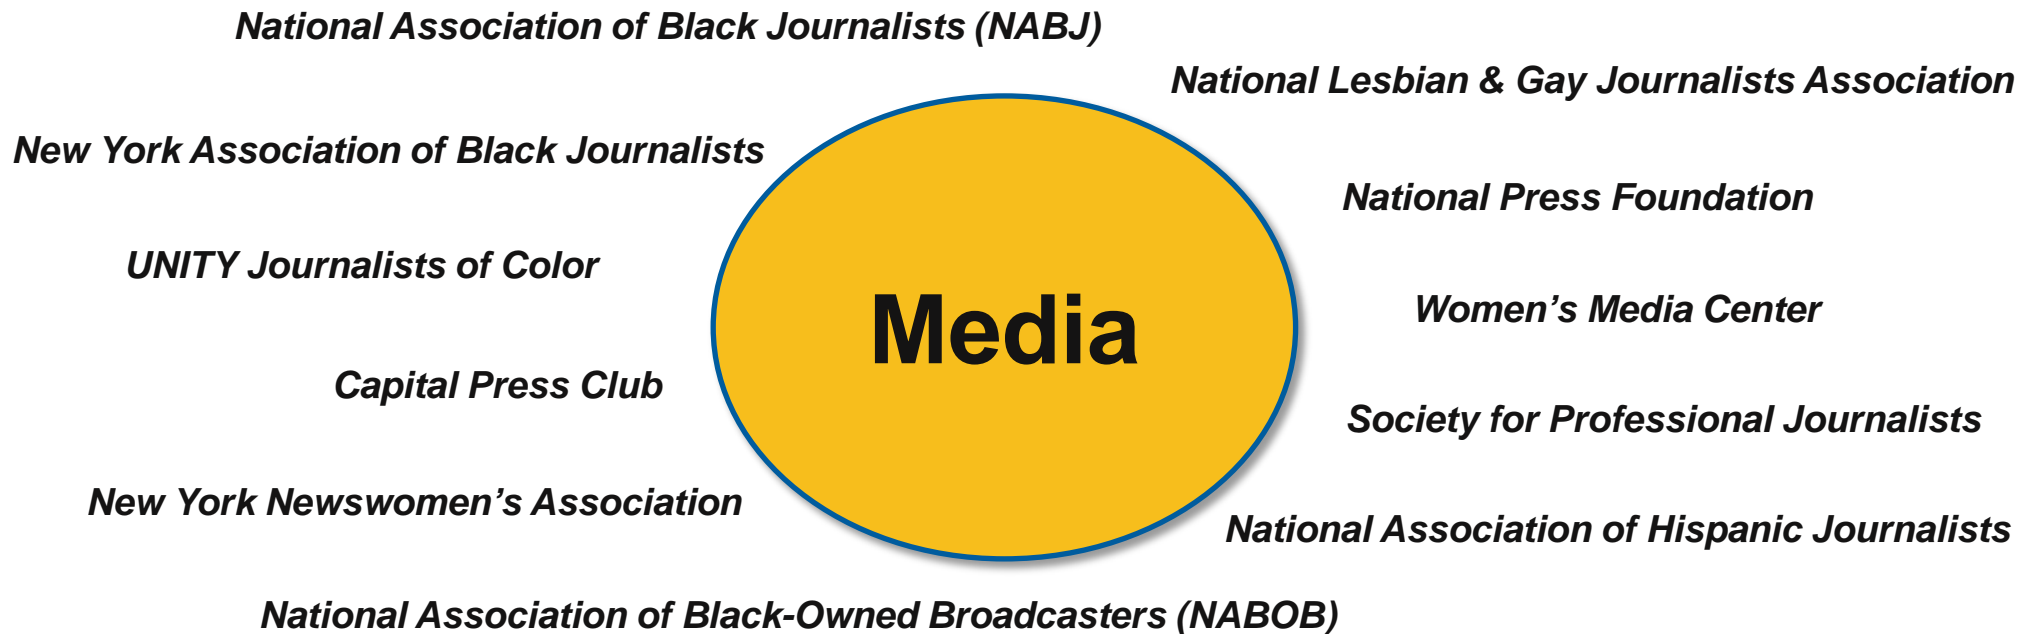 National Association of Black Journalists (NABJ)
National Lesbian & Gay Journalists Association
New York Association of Black Journalists
National Press Foundation
UNITY Journalists of Color
Women’s Media Center
Media
Capital Press Club
Society for Professional Journalists
New York Newswomen’s Association
National Association of Hispanic Journalists
National Association of Black-Owned Broadcasters (NABOB)